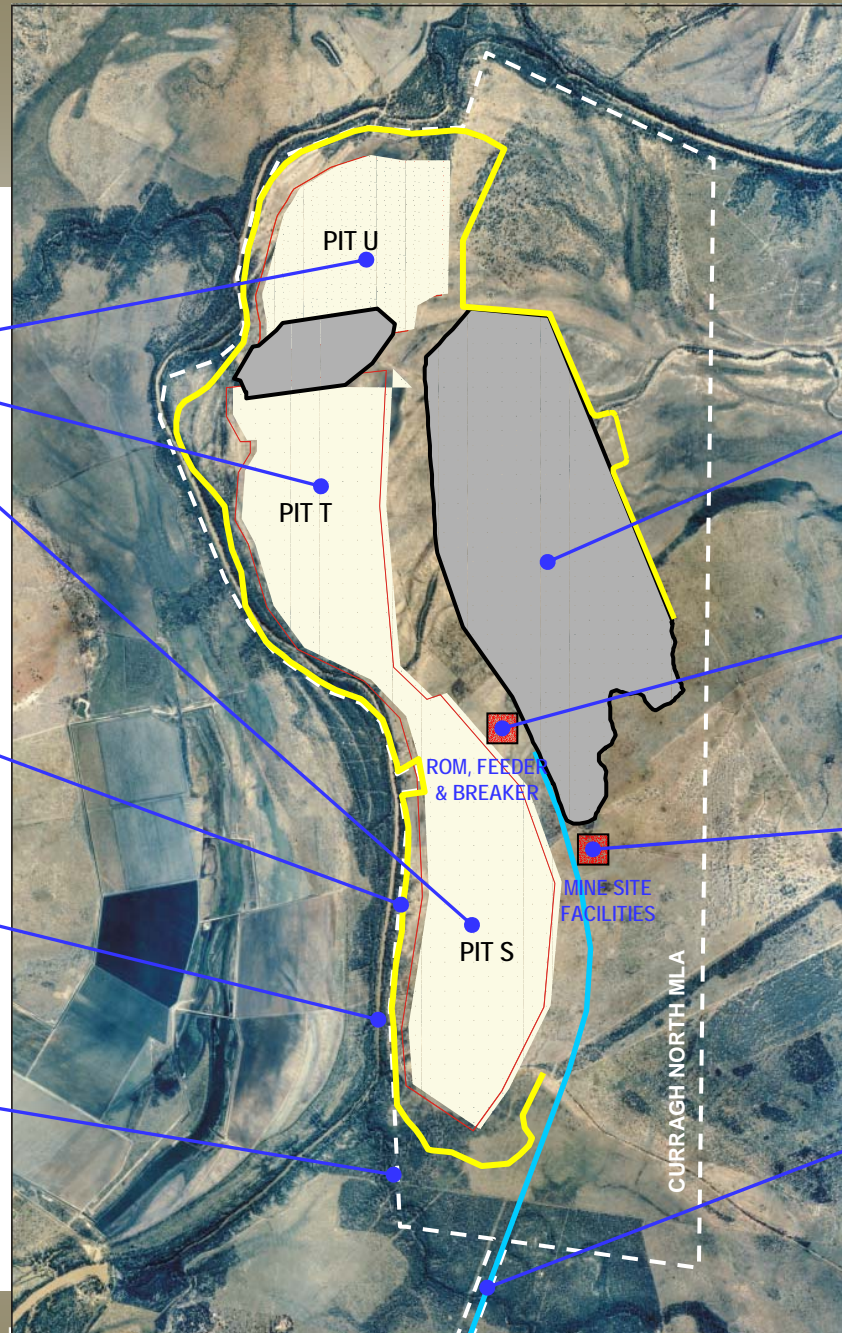 PIT U
PIT T
ROM, FEEDER
& BREAKER
MINE SITE
FACILITIES
PIT S
CURRAGH NORTH MLA